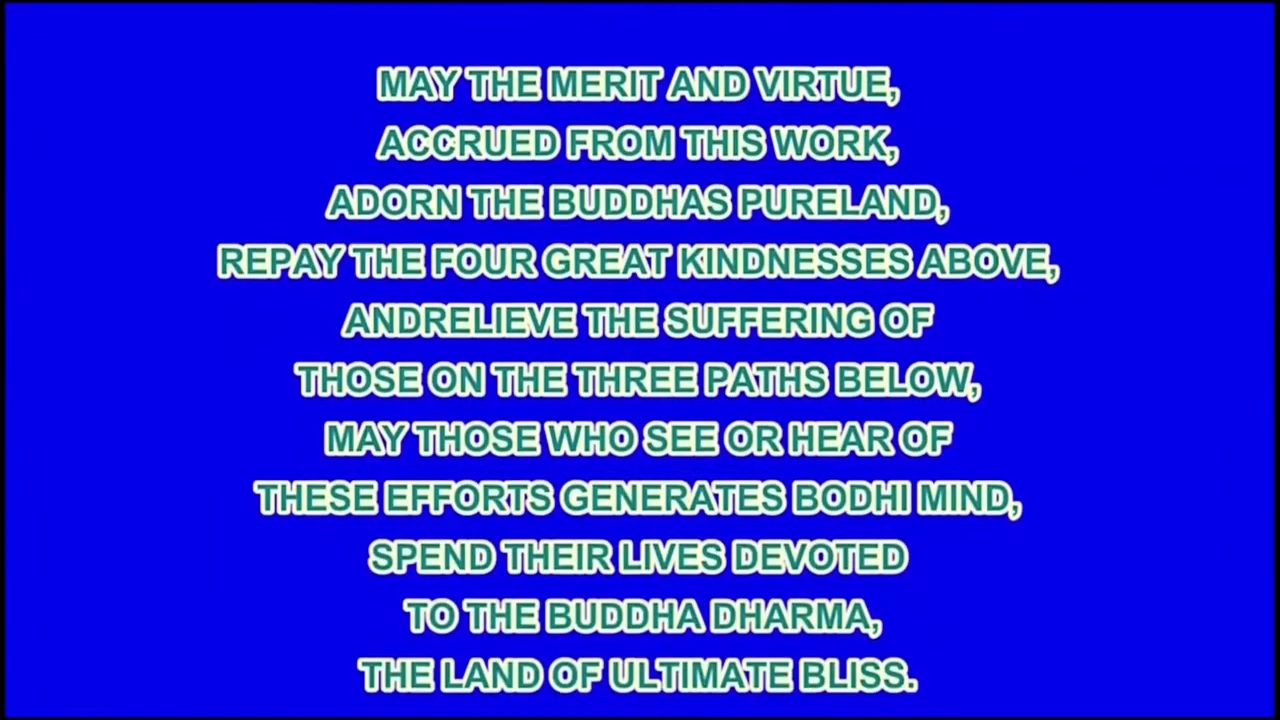 MAY THE MERIT AND VIRTUE,
ACCRUED FROM THIS WORK,
ADORN THE BUDDHAS PURELAND,
REPAY THE FOUR GREAT KINDNESSES ABOVE,
ANDRELIEVE THE SUFFERING OF
THOSE ON THE THREE PATHS BELOW,
MAY THOSE WHO SEE OR HEAR OF
THESE EFFORTS GENERATES BODHI MIND,
SPEND THEIR LIVES DEVOTED
TO THE BUDDHA DHARMA,
THE LAND OF ULTIMATE BLISS.